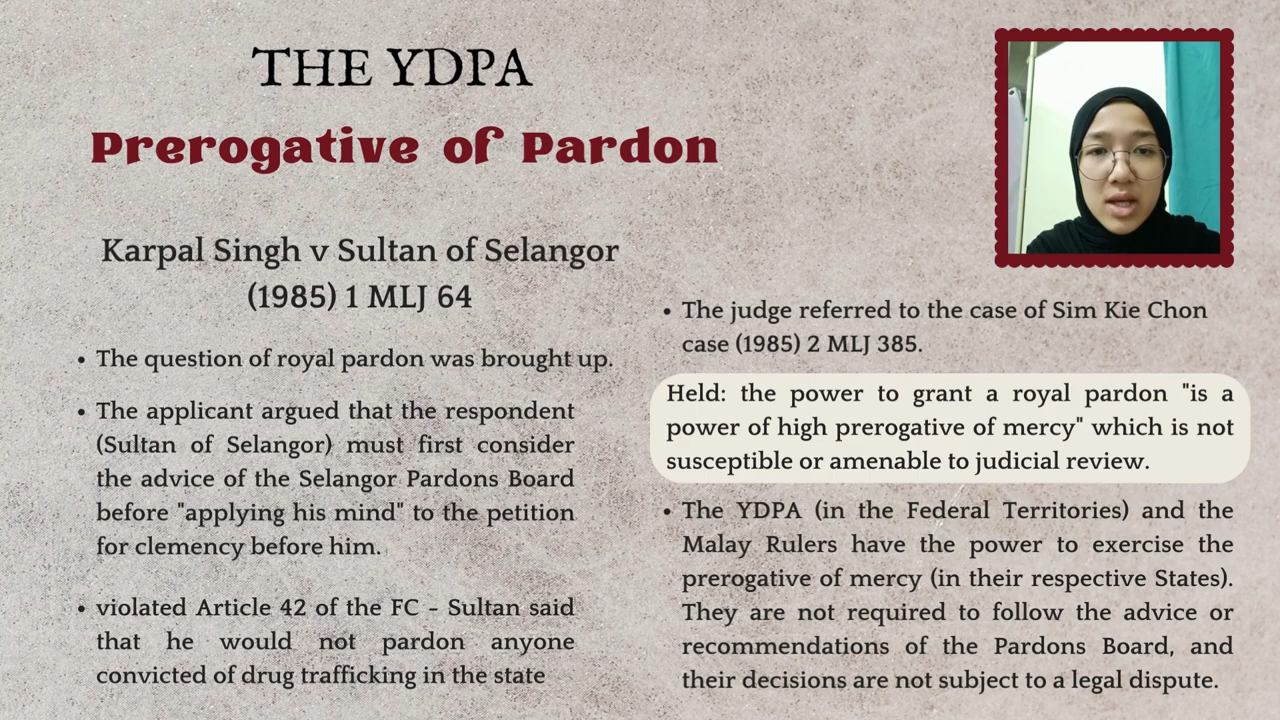 THE YDPA
Prerogative of Pardon
Karpal Singh v Sultan of Selangor
(1985) 1 MLJ 64
• The question of royal pardon was brought up.
• The applicant argued that the respondent
(Sultan of Selangor) must first consider
the advice of the Selangor Pardons Board
before "applying his mind" to the petition
for clemency before him.
• violated Article 42 of the FC - Sultan said
that he would not pardon anyone
convicted of drug trafficking in the state
• The judge referred to the case of Sim Kie Chon
case (1985) 2 MLJ 385.
Held: the power to grant a royal pardon "is a
power of high prerogative of mercy" which is not
susceptible or amenable to judicial review.
• The YDPA (in the Federal Territories) and the
Malay Rulers have the power to exercise the
prerogative of mercy (in their respective States).
They are not required to follow the advice or
recommendations of the Pardons Board, and
their decisions are not subject to a legal dispute.